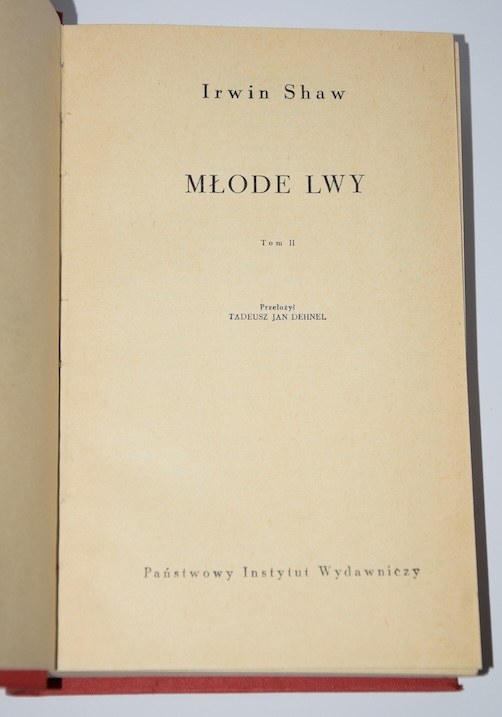 Irwin Shaw
MŁODE LWY
Tom II
Przełożył
TADEUSZ JAN DEHNEL
Państwowy Instytut Wydawniczy